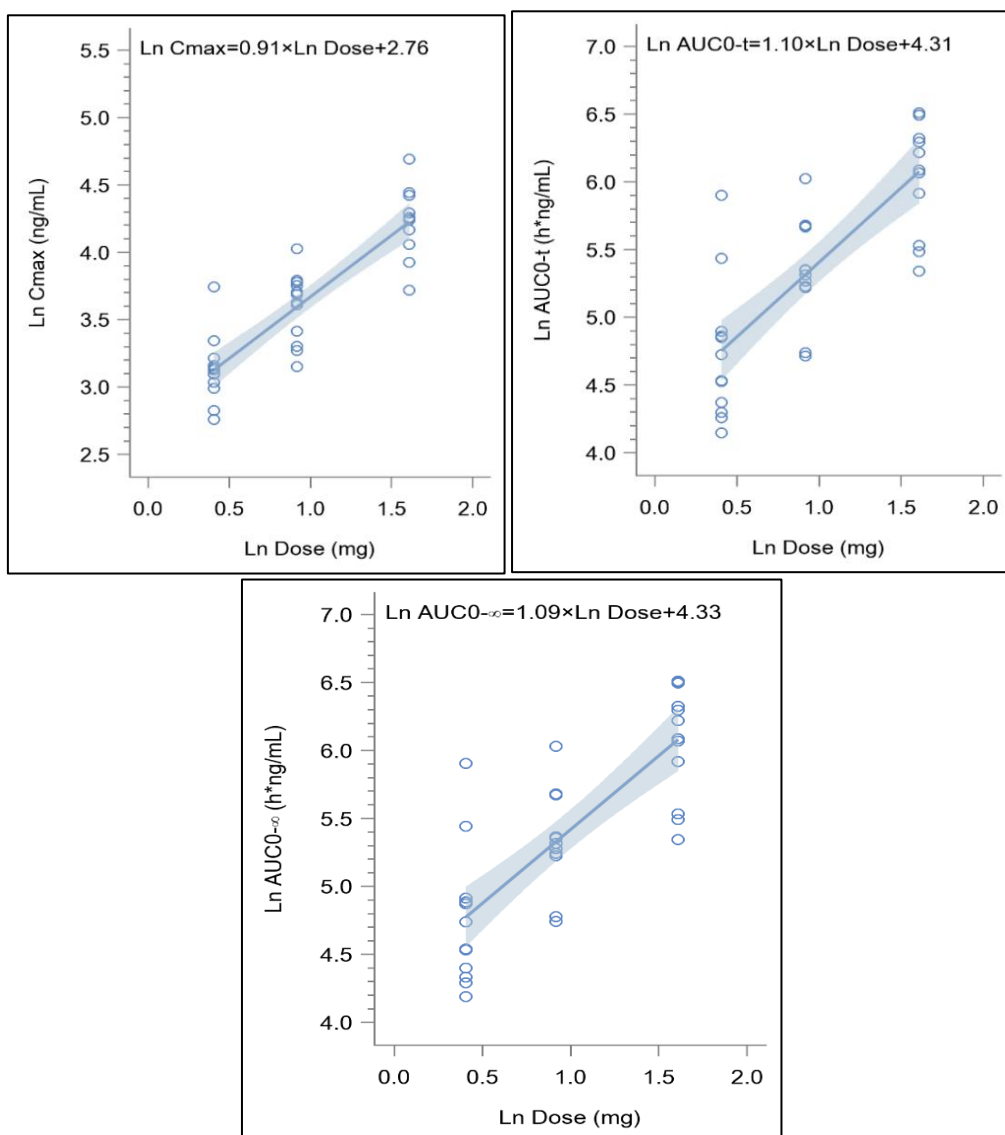 Ln Cmax=0.91×Ln Dose+2.76
Ln Cmax (ng/mL)
5.5
5.0
4.5
4.0
3.5
3.0
2.5
0.0 0.5 1.0 1.5 2.0
Ln Dose (mg)
Ln AUC0-t=1.10×Ln Dose+4.31
Ln AUC0-t (h*ng/mL)
7.0
6.5
6.0
5.5
5.0
4.5
4.0
0.0 0.5 1.0 1.5 2.0
Ln Dose (mg)
Ln AUC0-∞=1.09×Ln Dose+4.33
Ln AUC0-∞ (h*ng/mL)
7.0
6.5
6.0
5.5
5.0
4.5
4.0
0.0 0.5 1.0 1.5 2.0
Ln Dose (mg)